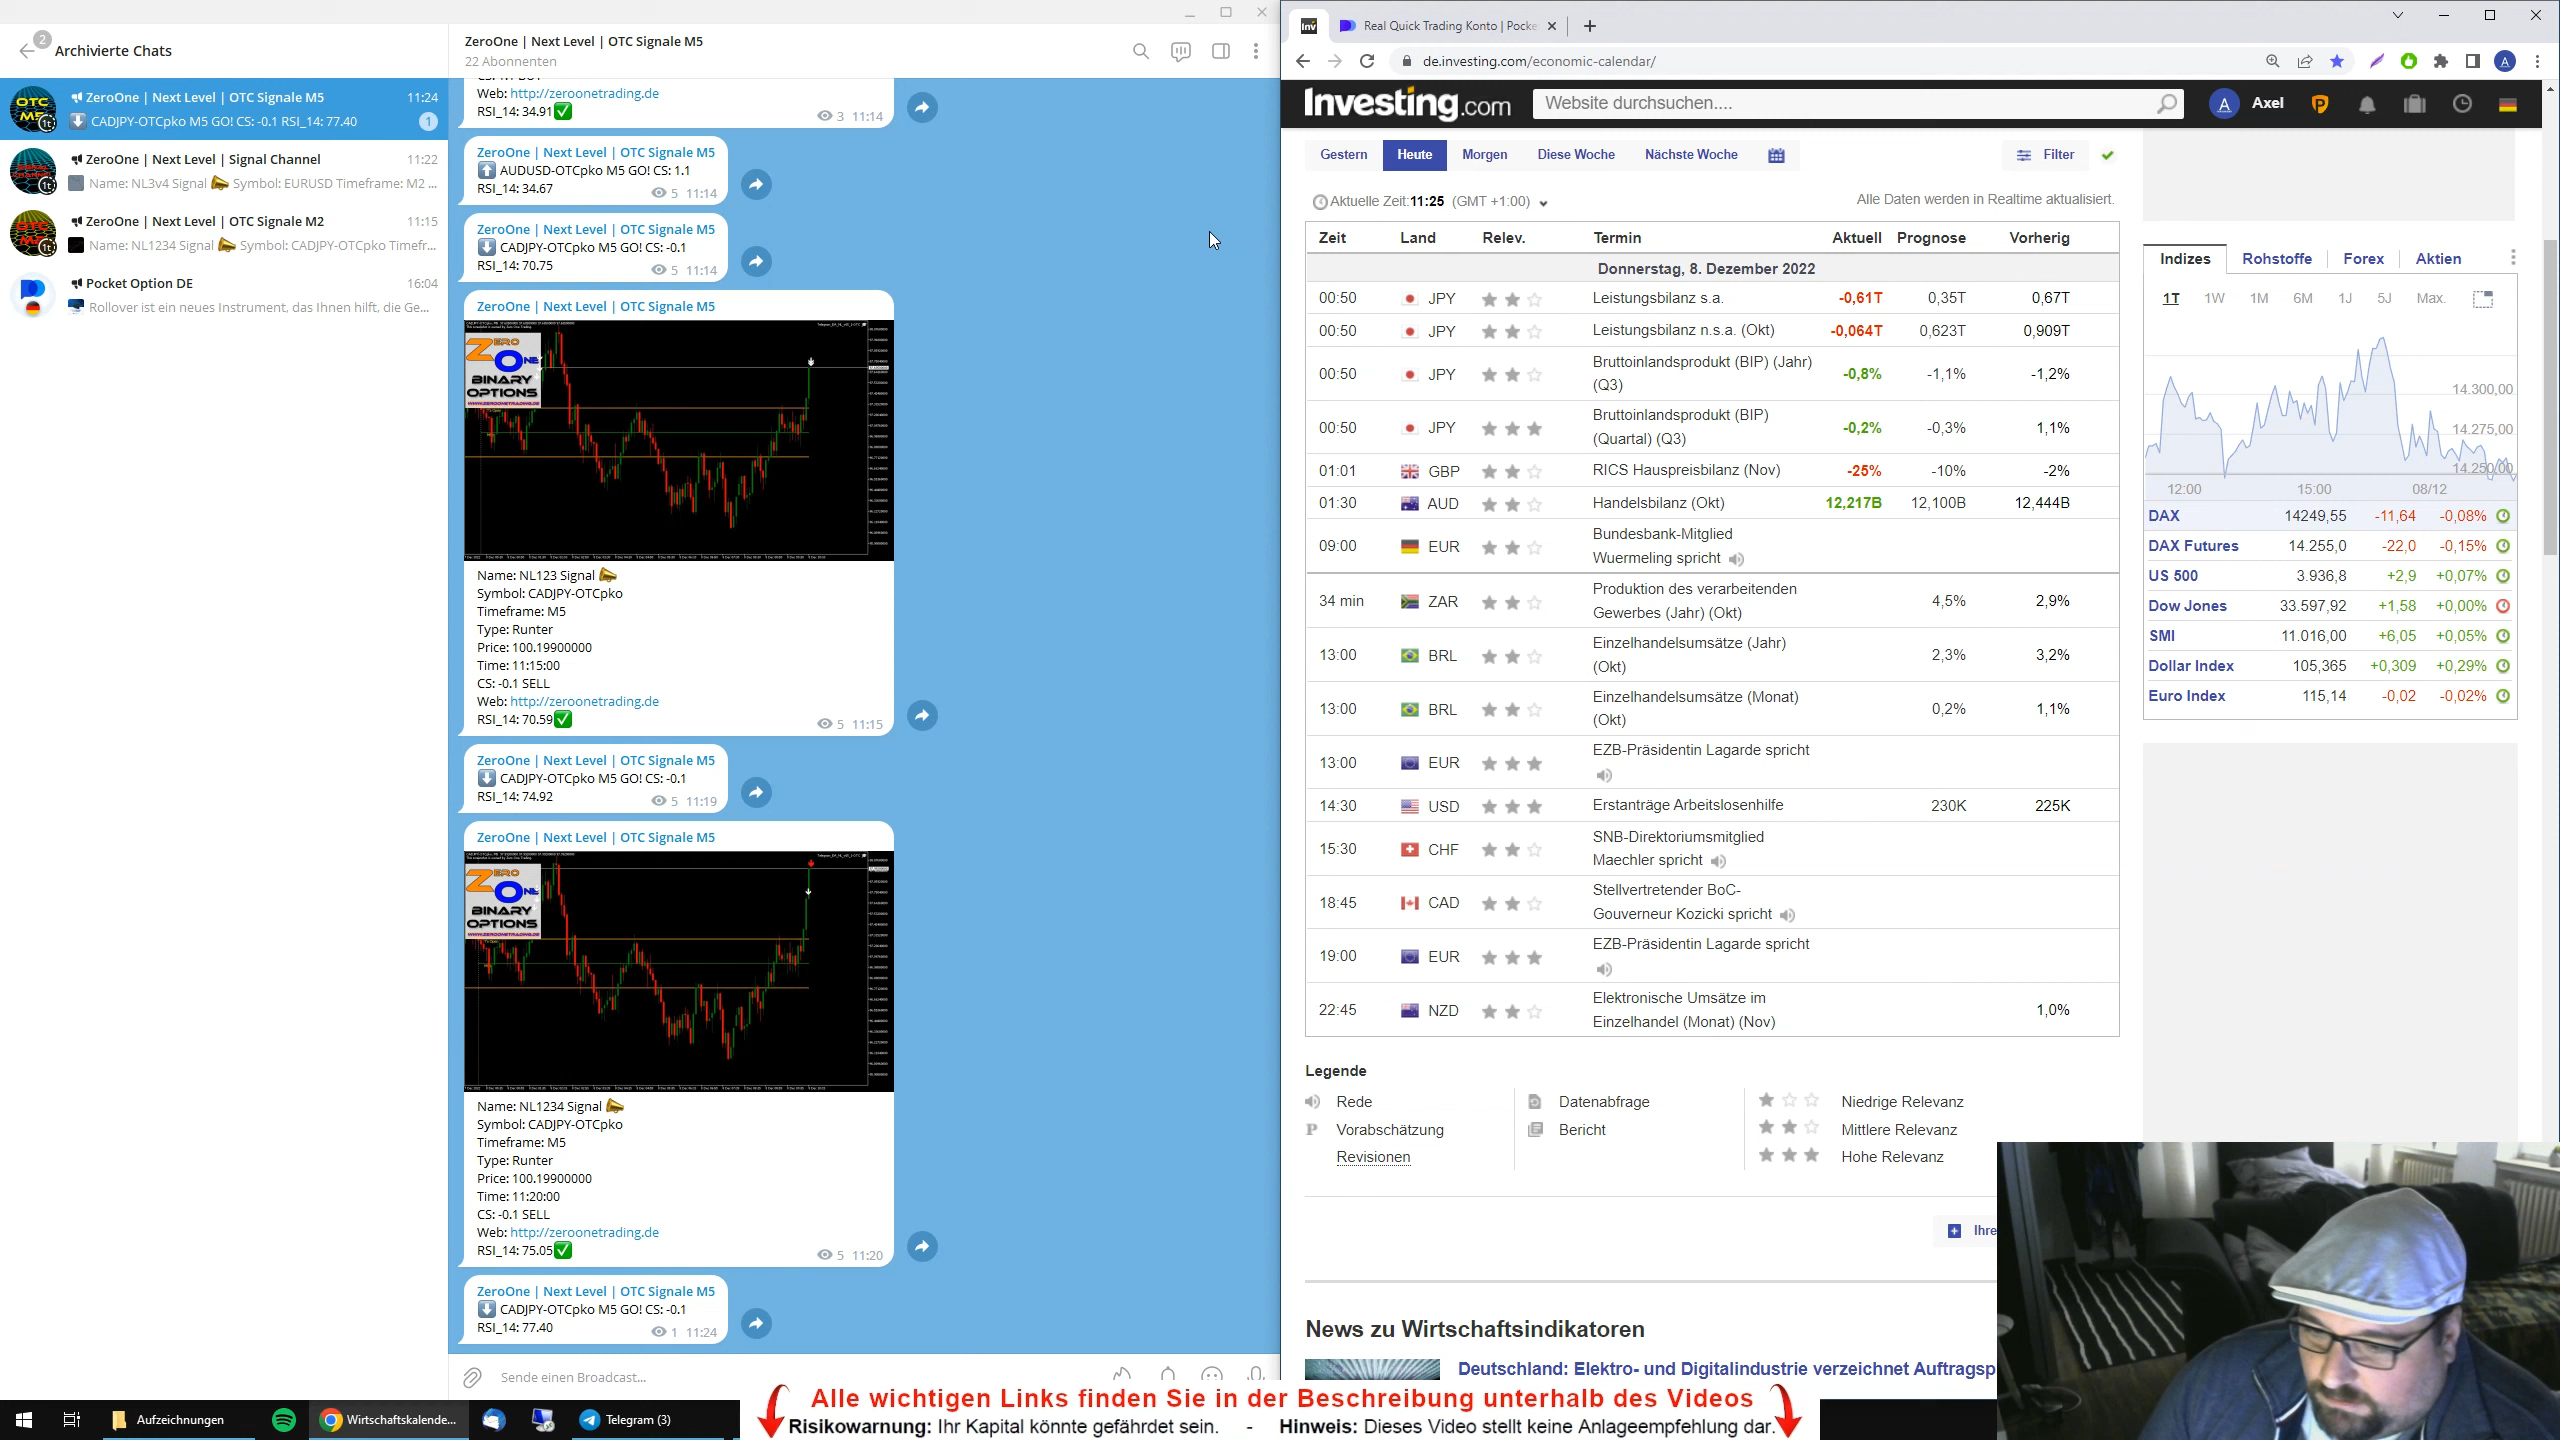 2
Archivierte Chats
ZeroOne | Next Level | OTC Signale M5
11:24
CADJPY-OTCpko M5 GO! CS: -0.1 RSI_14: 77.40
1
ZeroOne | Next Level | Signal Channel
11:22
Name: NL3v4 Signal Symbol: EURUSD Timeframe: M2 ...
ZeroOne | Next Level | OTC Signale M2
11:15
Name: NL1234 Signal Symbol: CADJPY-OTCpko Timefr...
Pocket Option DE
16:04
Rollover ist ein neues Instrument, das Ihnen hilft, die Ge...
ZeroOne | Next Level | OTC Signale M5
22 Abonnenten
Web: http://zeroonetrading.de
RSI_14: 34.91
3 11:14
ZeroOne | Next Level | OTC Signale M5
AUDUSD-OTCpko M5 GO! CS: 1.1
RSI_14: 34.67
5 11:14
ZeroOne | Next Level | OTC Signale M5
CADJPY-OTCpko M5 GO! CS: -0.1
RSI_14: 70.75
5 11:14
ZeroOne | Next Level | OTC Signale M5
ZERO
ONE
BINARY
OPTIONS
WWW.ZEROONETRADING.DE
Name: NL123 Signal
Symbol: CADJPY-OTCpko
Timeframe: M5
Type: Runter
Price: 100.19900000
Time: 11:15:00
CS: -0.1 SELL
Web: http://zeroonetrading.de
RSI_14: 70.59
5 11:15
ZeroOne | Next Level | OTC Signale M5
CADJPY-OTCpko M5 GO! CS: -0.1
RSI_14: 74.92
5 11:19
ZeroOne | Next Level | OTC Signale M5
ZERO
ONE
BINARY
OPTIONS
WWW.ZEROONETRADING.DE
Name: NL1234 Signal
Symbol: CADJPY-OTCpko
Timeframe: M5
Type: Runter
Price: 100.19900000
Time: 11:20:00
CS: -0.1 SELL
Web: http://zeroonetrading.de
RSI_14: 75.05
5 11:20
ZeroOne | Next Level | OTC Signale M5
CADJPY-OTCpko M5 GO! CS: -0.1
RSI_14: 77.40
1 11:24
Sende einen Broadcast...
Inv
Real Quick Trading Konto | Pocke
de.investing.com/economic-calendar/
A
Investing.com
Website durchsuchen....
A Axel
Gestern Heute Morgen Diese Woche Nächste Woche
Filter
Aktuelle Zeit:11:25 (GMT +1:00)
Alle Daten werden in Realtime aktualisiert.
Zeit Land Relev. Termin Aktuell Prognose Vorherig
Donnerstag, 8. Dezember 2022
00:50 JPY Leistungsbilanz s.a. -0,61T 0,35T 0,67T
00:50 JPY Leistungsbilanz n.s.a. (Okt) -0,064T 0,623T 0,909T
00:50 JPY Bruttoinlandsprodukt (BIP) (Jahr) -0,8% -1,1% -1,2%
(Q3)
00:50 JPY Bruttoinlandsprodukt (BIP) -0,2% -0,3% 1,1%
(Quartal) (Q3)
01:01 GBP RICS Hauspreisbilanz (Nov) -25% -10% -2%
01:30 AUD Handelsbilanz (Okt) 12,217B 12,100B 12,444B
09:00 EUR Bundesbank-Mitglied
Wuermeling spricht
34 min ZAR Produktion des verarbeitenden 4,5% 2,9%
Gewerbes (Jahr) (Okt)
13:00 BRL Einzelhandelsumsätze (Jahr) 2,3% 3,2%
(Okt)
13:00 BRL Einzelhandelsumsätze (Monat) 0,2% 1,1%
(Okt)
13:00 EUR EZB-Präsidentin Lagarde spricht
14:30 USD Erstanträge Arbeitslosenhilfe 230K 225K
15:30 CHF SNB-Direktoriumsmitglied
Maechler spricht
18:45 CAD Stellvertretender BoC-
Gouverneur Kozicki spricht
19:00 EUR EZB-Präsidentin Lagarde spricht
22:45 NZD Elektronische Umsätze im 1,0%
Einzelhandel (Monat) (Nov)
Legende
Rede Datenabfrage Niedrige Relevanz
P Vorabschätzung Bericht Mittlere Relevanz
Revisionen Hohe Relevanz
Ihre
News zu Wirtschaftsindikatoren
Deutschland: Elektro- und Digitalindustrie verzeichnet Auftragsp
Indizes Rohstoffe Forex Aktien
1T 1W 1M 6M 1J 5J Max.
14.300,00
14.275,00
14.250,00
12:00 15:00 08/12
DAX 14249,55 -11,64 -0,08%
DAX Futures 14.255,0 -22,0 -0,15%
US 500 3.936,8 +2,9 +0,07%
Dow Jones 33.597,92 +1,58 +0,00%
SMI 11.016,00 +6,05 +0,05%
Dollar Index 105,365 +0,309 +0,29%
Euro Index 115,14 -0,02 -0,02%
Aufzeichnungen
Wirtschaftskalende...
Telegram (3)
Alle wichtigen Links finden Sie in der Beschreibung unterhalb des Videos
Risikowarnung: Ihr Kapital könnte gefährdet sein. - Hinweis: Dieses Video stellt keine Anlageempfehlung dar.